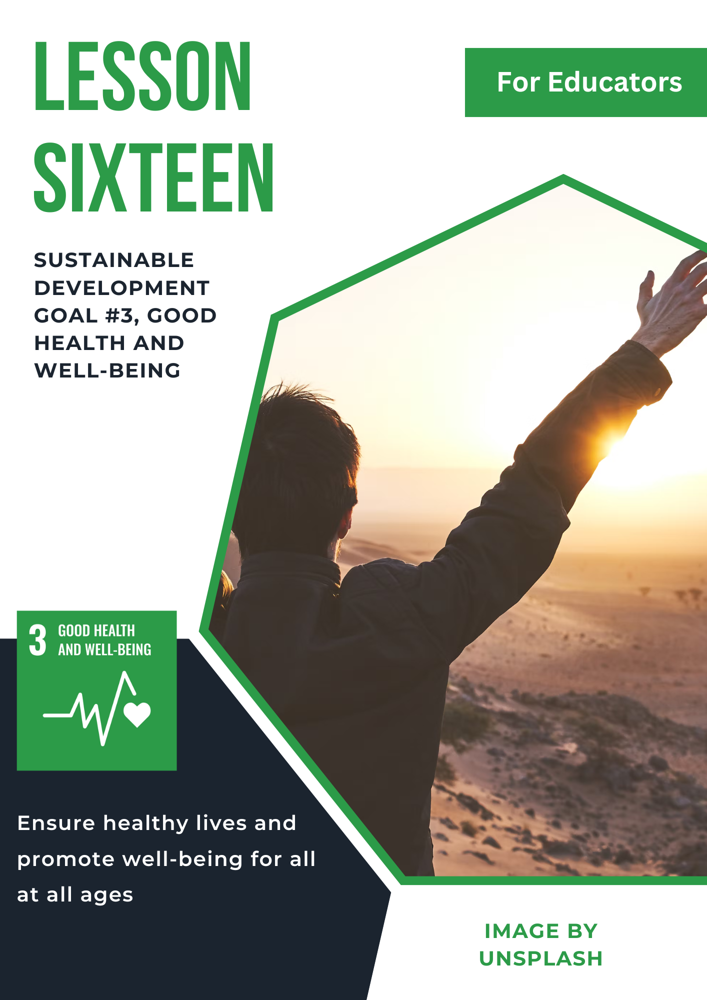 LESSON
SIXTEEN
For Educators
SUSTAINABLE
DEVELOPMENT
GOAL #3, GOOD
HEALTH AND
WELL-BEING
3 GOOD HEALTH
AND WELL-BEING
Ensure healthy lives and
promote well-being for all
at all ages
IMAGE BY
UNSPLASH